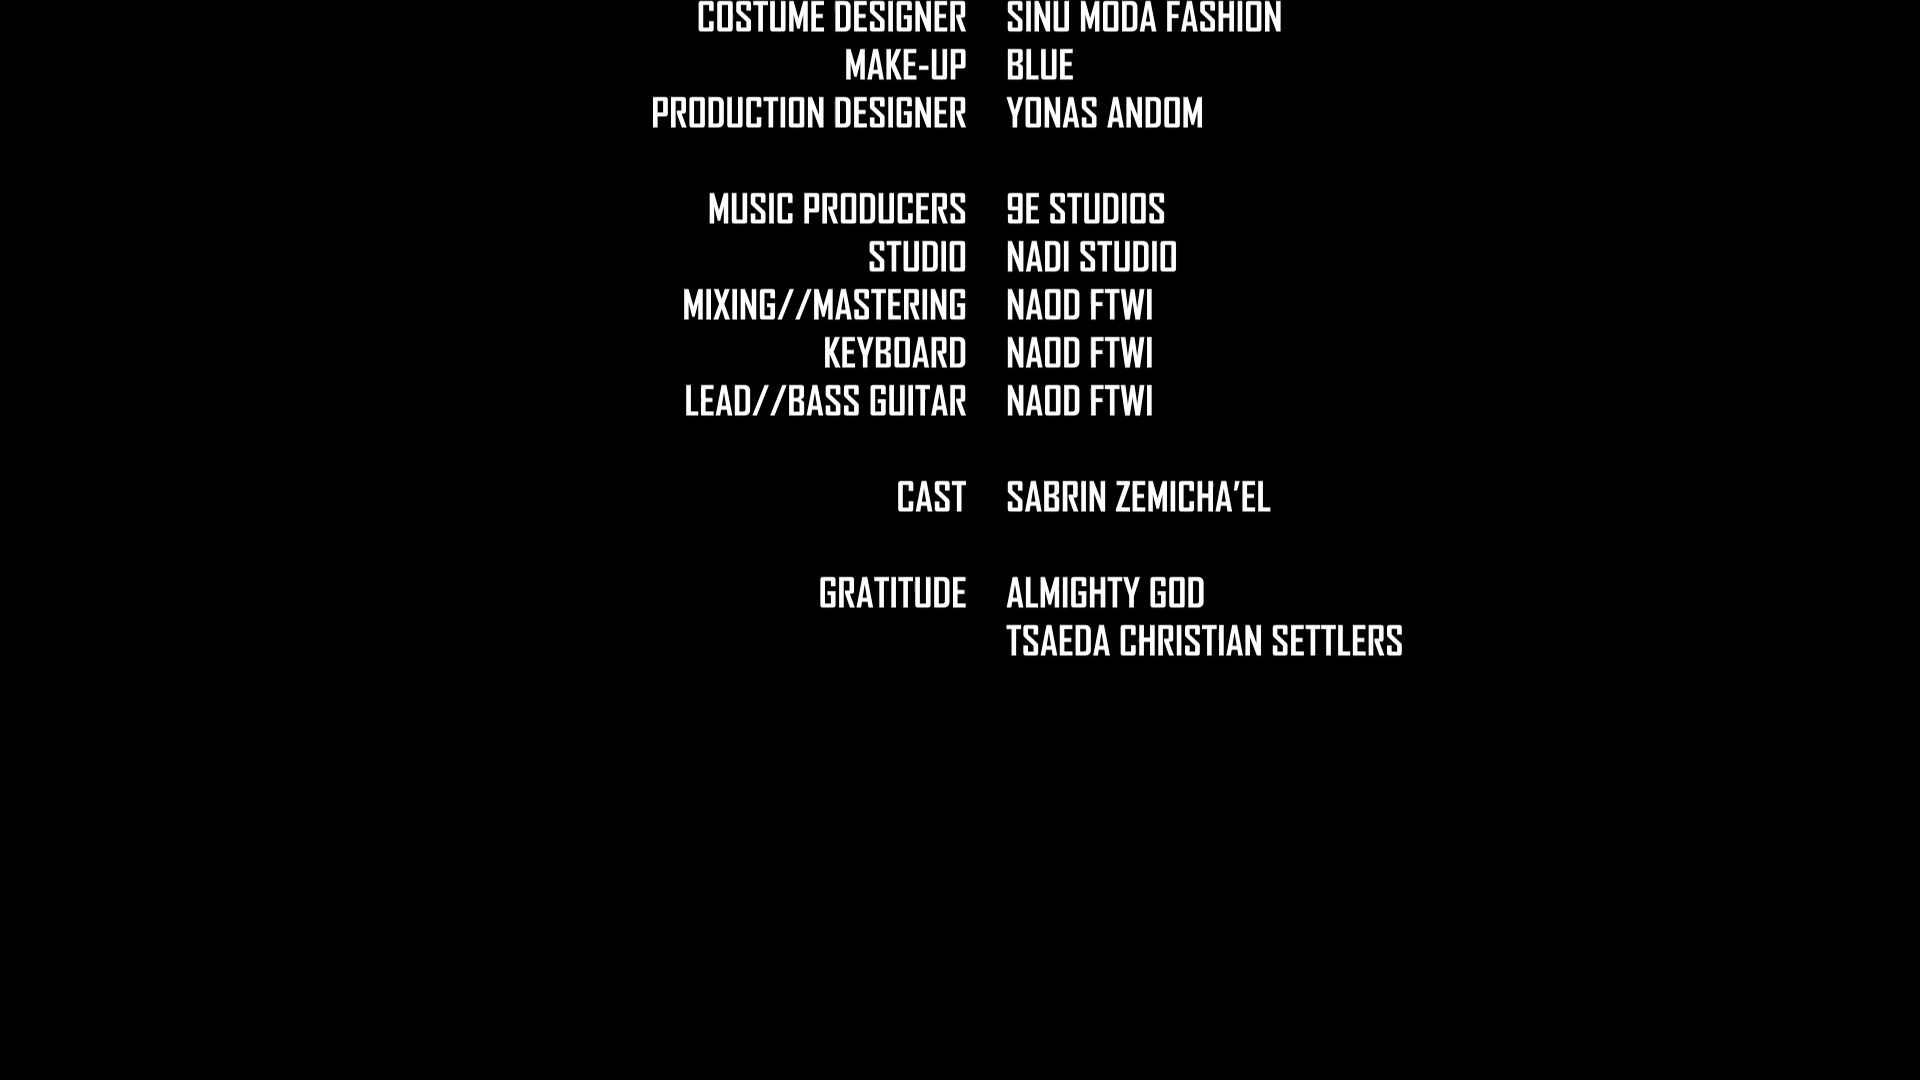 COSTUME DESIGNER SINU MODA FASHION
MAKE-UP BLUE
PRODUCTION DESIGNER YONAS ANDOM
MUSIC PRODUCERS 9E STUDIOS
STUDIO NADI STUDIO
MIXING//MASTERING NAOD FTWI
KEYBOARD NAOD FTWI
LEAD//BASS GUITAR NAOD FTWI
CAST SABRIN ZEMICHA’EL
GRATITUDE ALMIGHTY GOD
TSAEDA CHRISTIAN SETTLERS